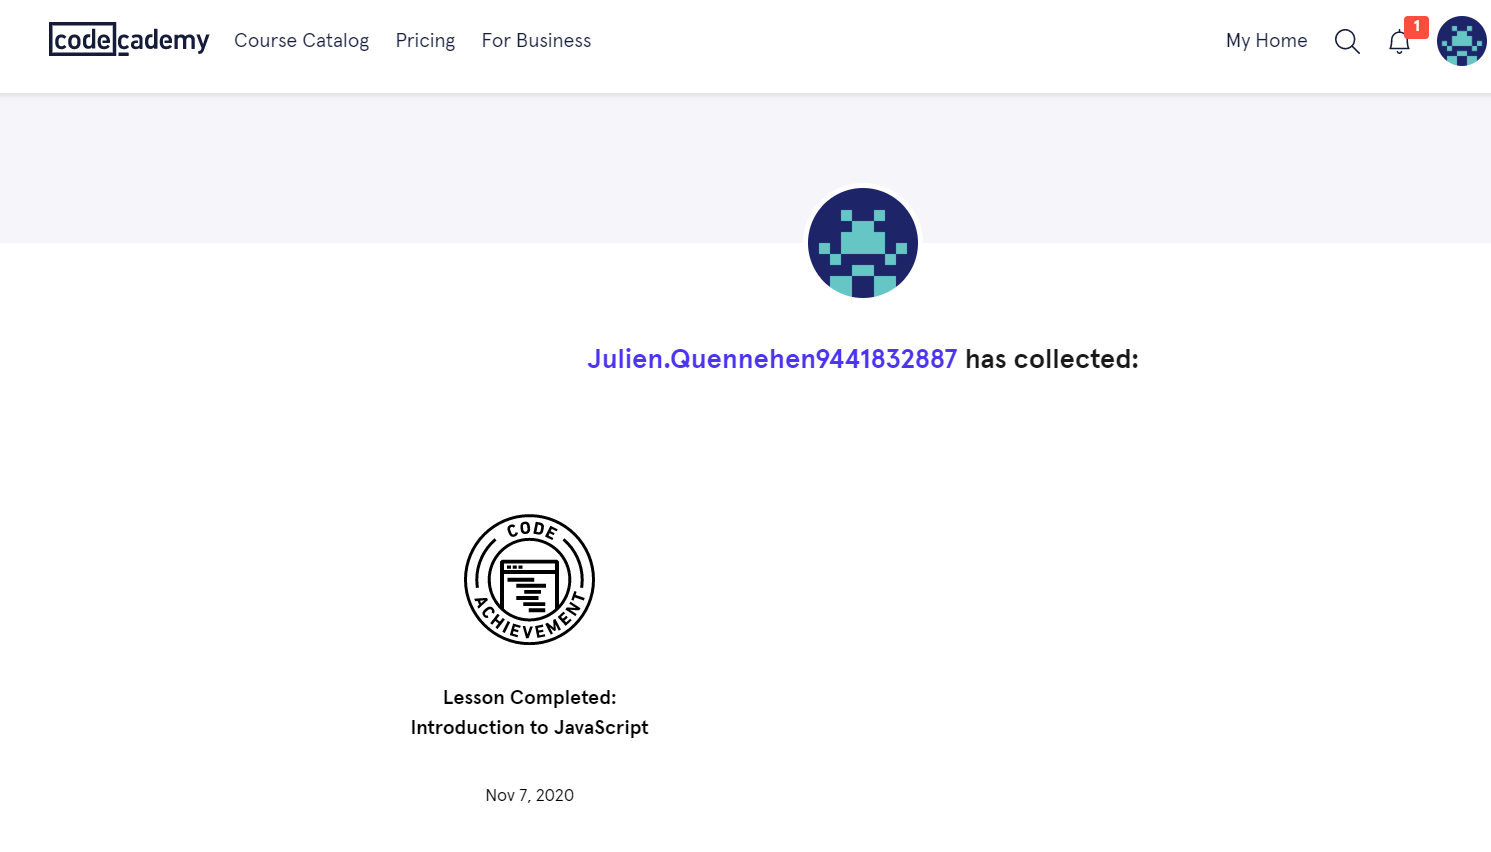 codecademy Course Catalog Pricing For Business My Home 1
Julien.Quennehen9441832887 has collected:
CODE
ACHIEVEMENT
Lesson Completed:
Introduction to JavaScript
Nov 7, 2020